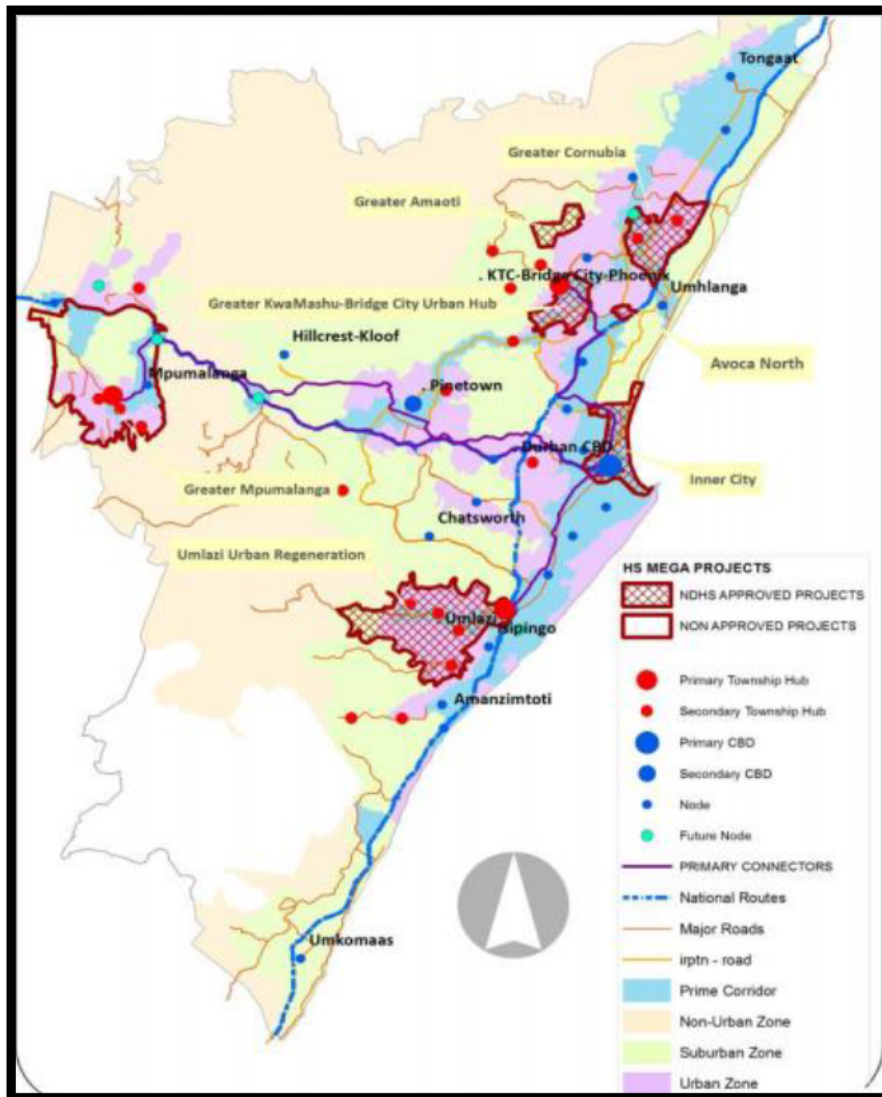 Tongaat
Greater Cornubia
Greater Amaoti
. KTC-Bridge City-Phoenix
Umhlanga
Greater KwaMashu-Bridge City Urban Hub
Hillcrest-Kloof
Avoca North
Mpumalanga
. Pinetown
. Durban CBD
Inner City
Greater Mpumalanga
Chatsworth
Umlazi Urban Regeneration
Umlazi
Isipingo
Amanzimtoti
Umkomaas
HS MEGA PROJECTS
NDHS APPROVED PROJECTS
NON APPROVED PROJECTS
Primary Township Hub
Secondary Township Hub
Primary CBD
Secondary CBD
Node
Future Node
PRIMARY CONNECTORS
National Routes
Major Roads
irptn - road
Prime Corridor
Non-Urban Zone
Suburban Zone
Urban Zone